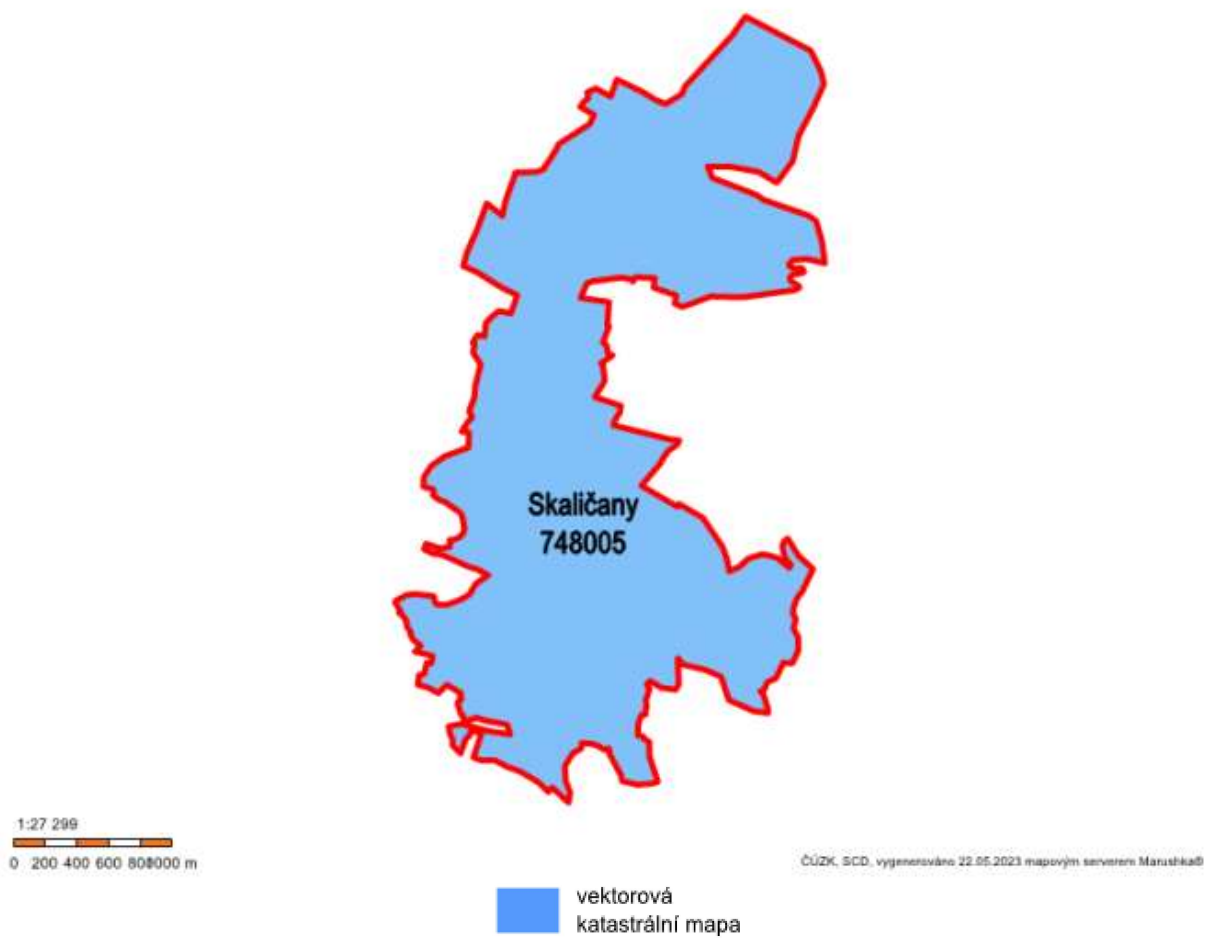 Skaličany
748005
1:27 299
0 200 400 600 800 1000 m
ČÚZK, SCD, vygenerováno 22.05.2023 mapovým serverem Marushka®
vektorová
katastrální mapa